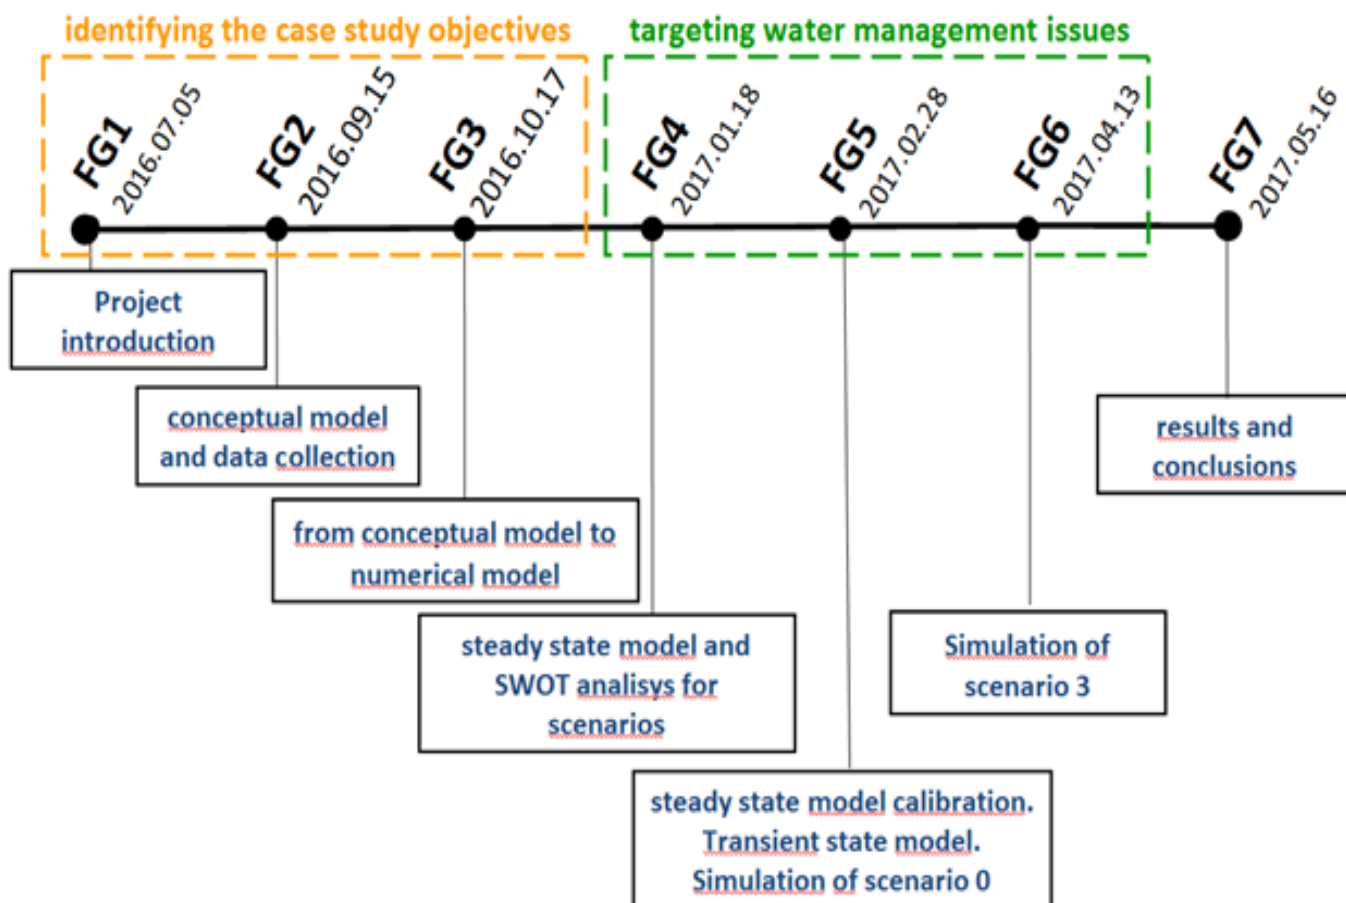 identifying the case study objectives
targeting water management issues
FG1
2016.07.05
FG2
2016.09.15
FG3
2016.10.17
FG4
2017.01.18
FG5
2017.02.28
FG6
2017.04.13
FG7
2017.05.16
Project
introduction
conceptual model
and data collection
from conceptual model to
numerical model
steady state model and
SWOT analisys for
scenarios
steady state model calibration.
Transient state model.
Simulation of scenario 0
Simulation of
scenario 3
results and
conclusions